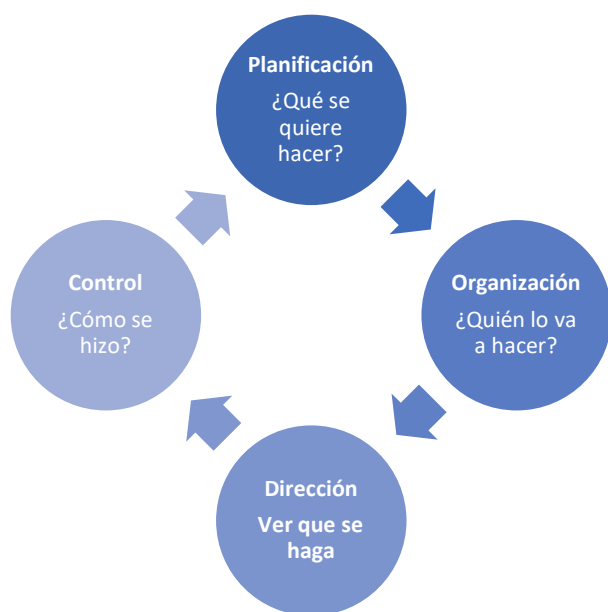 Planificación
¿Qué se
quiere
hacer?
Control
¿Cómo se
hizo?
Organización
¿Quién lo va
a hacer?
Dirección
Ver que se
haga